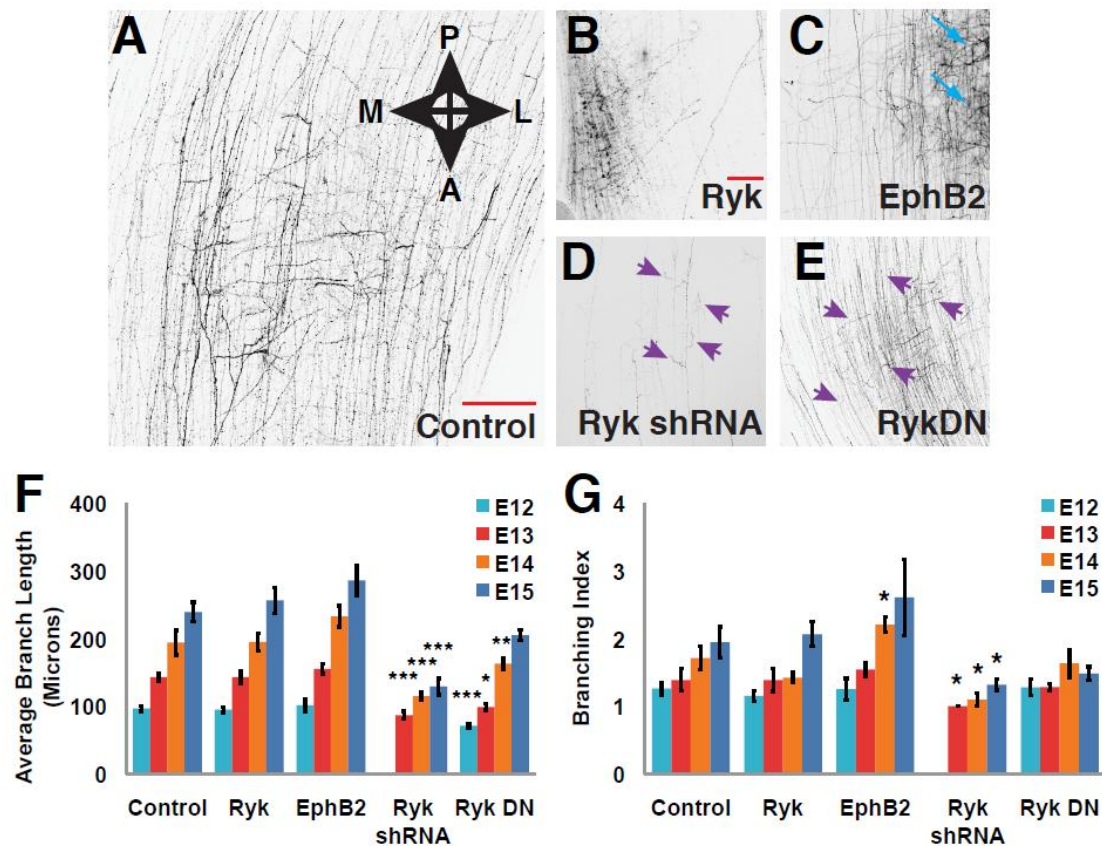 A
P
M
L
A
Control
B
Ryk
C
EphB2
D
Ryk shRNA
E
RykDN
F
Average Branch Length
(Microns)
400
300
200
100
0
E12
E13
E14
E15
***
***
***
***
*
**
Control
Ryk
EphB2
Ryk
shRNA
Ryk DN
G
Branching Index
4
3
2
1
0
E12
E13
E14
E15
*
*
*
*
Control
Ryk
EphB2
Ryk
shRNA
Ryk DN